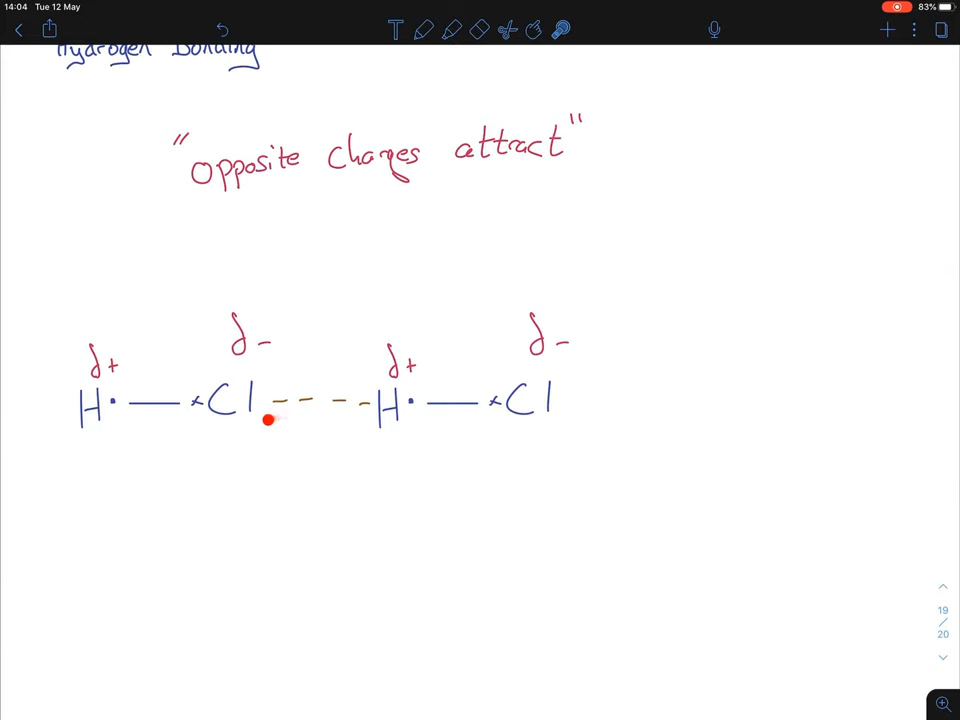 14:04 Tue 12 May
83%
Hydrogen Bonding
"Opposite charges attract"
δ+ δ- δ+ δ-
H• — ×Cl - - - - H• — ×Cl
19
/
20